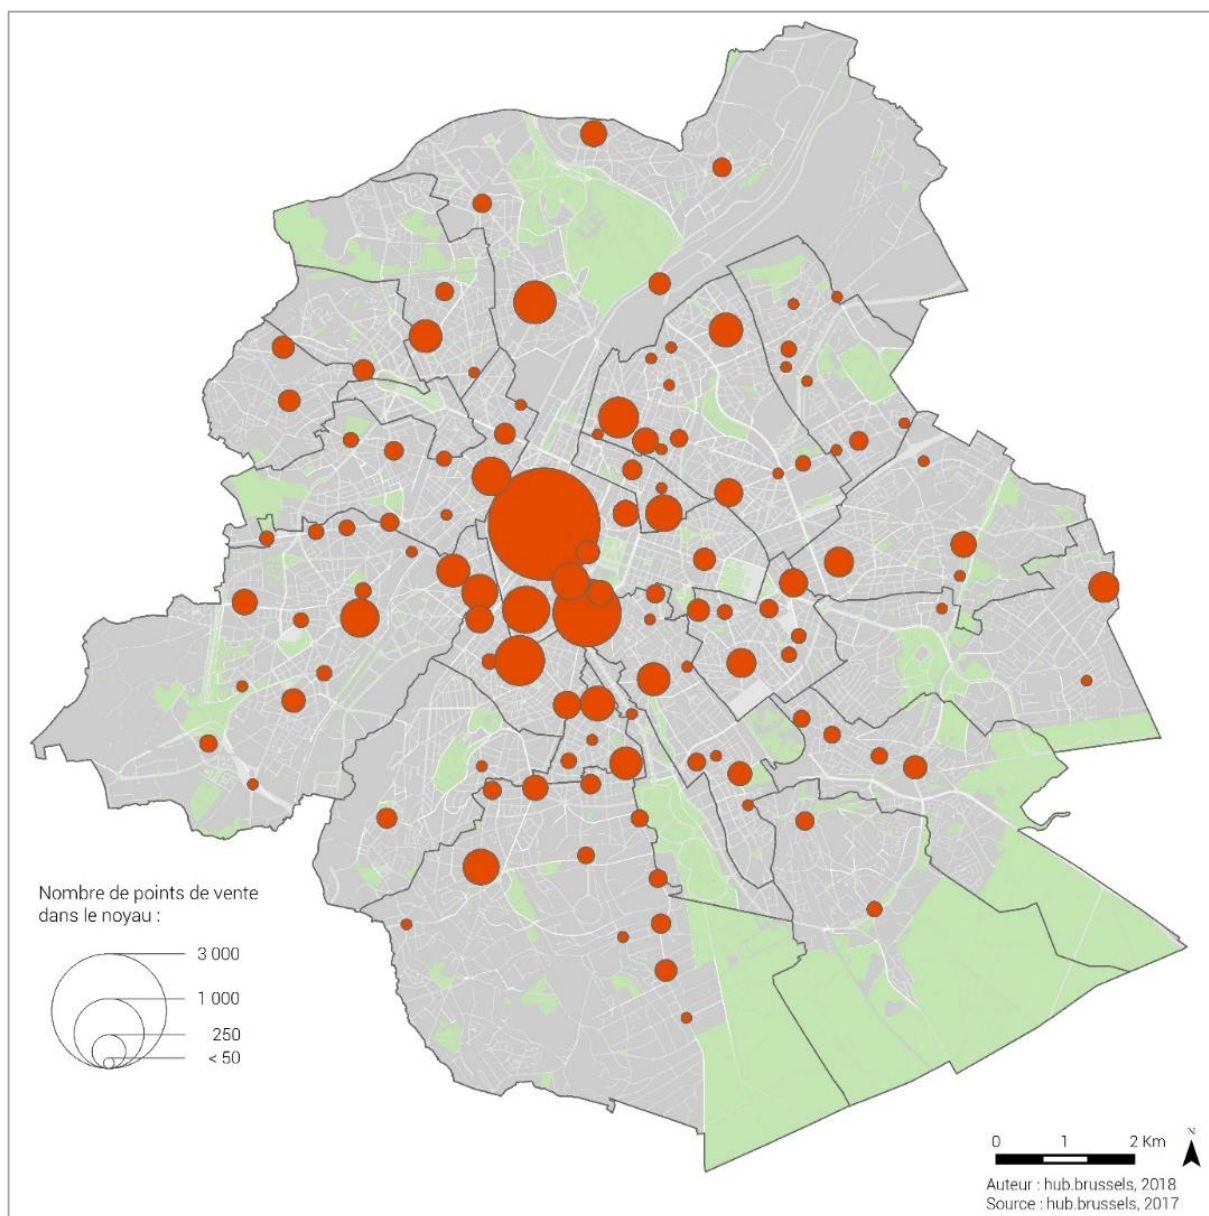 Nombre de points de vente
dans le noyau :
3 000
1 000
250
< 50
N
0 1 2 Km
Auteur : hub.brussels, 2018
Source : hub.brussels, 2017